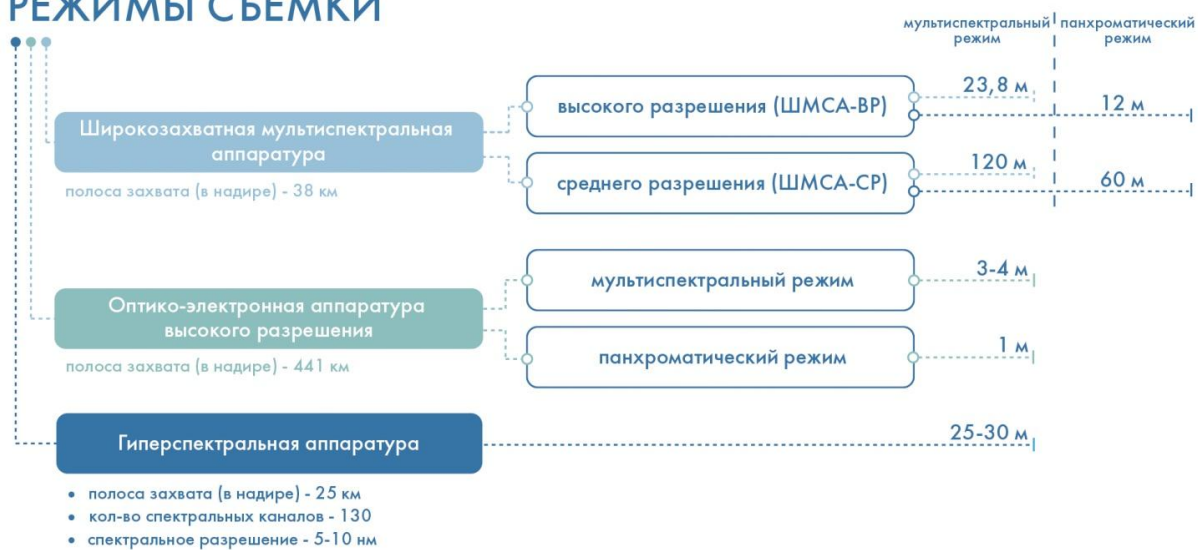 РЕЖИМЫ СЪЕМКИ
мультиспектральный режим
панхроматический режим
Широкозахватная мультиспектральная
аппаратура
полоса захвата (в надире) - 38 км
высокого разрешения (ШМСА-ВР)
23,8 м
12 м
среднего разрешения (ШМСА-СР)
120 м
60 м
Оптико-электронная аппаратура
высокого разрешения
полоса захвата (в надире) - 441 км
мультиспектральный режим
3-4 м
панхроматический режим
1 м
Гиперспектральная аппаратура
25-30 м
• полоса захвата (в надире) - 25 км
• кол-во спектральных каналов - 130
• спектральное разрешение - 5-10 нм